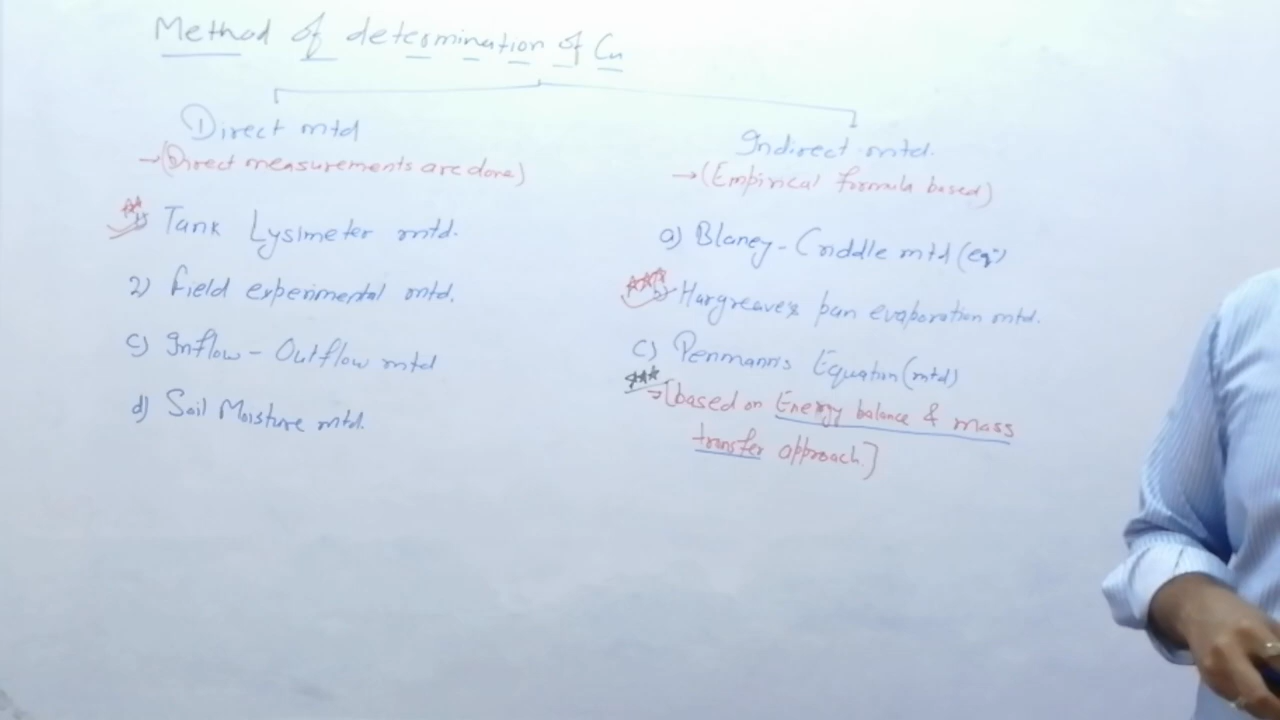 Method of determination of Cu
Direct mtd
→(Direct measurements are done)
Tank Lysimeter mtd.
2) field experimental mtd.
c) Inflow - Outflow mtd
d) Soil Moisture mtd.
Indirect mtd.
→(Empirical formula based)
a) Blaney - Criddle mtd (eqn)
b) Hargreaves pan evaporation mtd.
c) Penmann's Equation (mtd)
→[based on Energy balance & mass
transfer approach.]